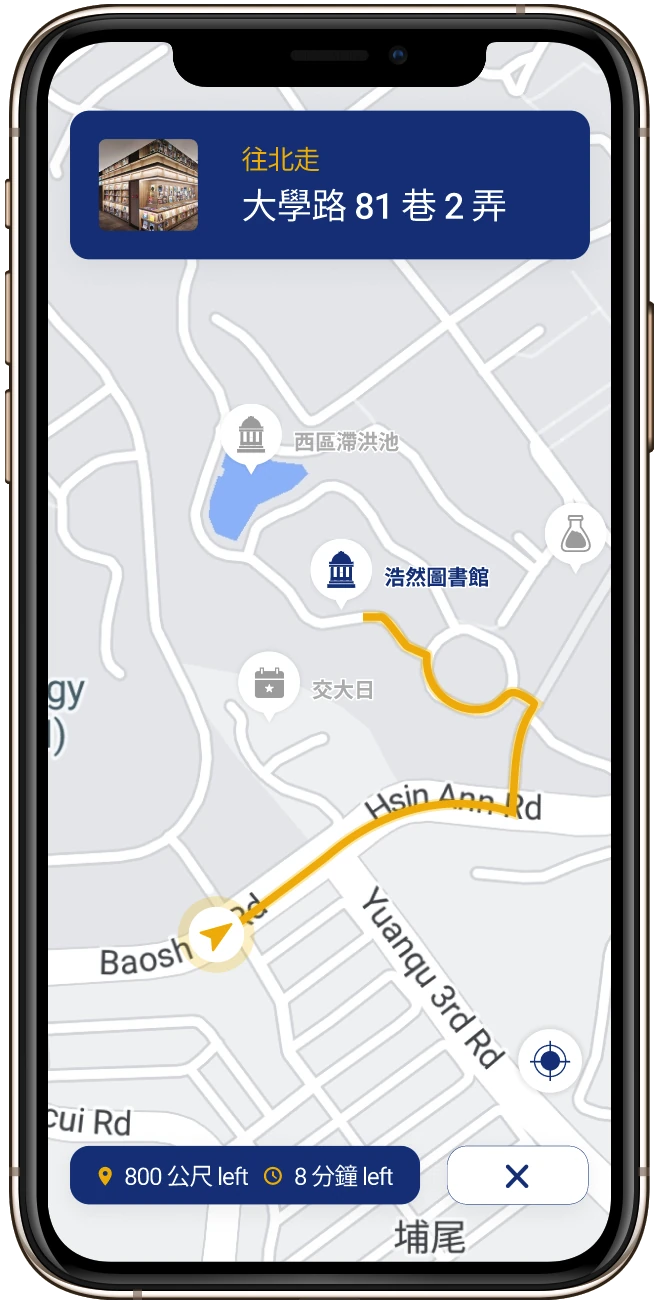 往北走
大學路 81 巷 2 弄
西區滯洪池
浩然圖書館
gy
交大日
Hsin Ann Rd
Rd
Baosh
Yuanqu 3rd Rd
cui Rd
800 公尺 left
8 分鐘 left
埔尾